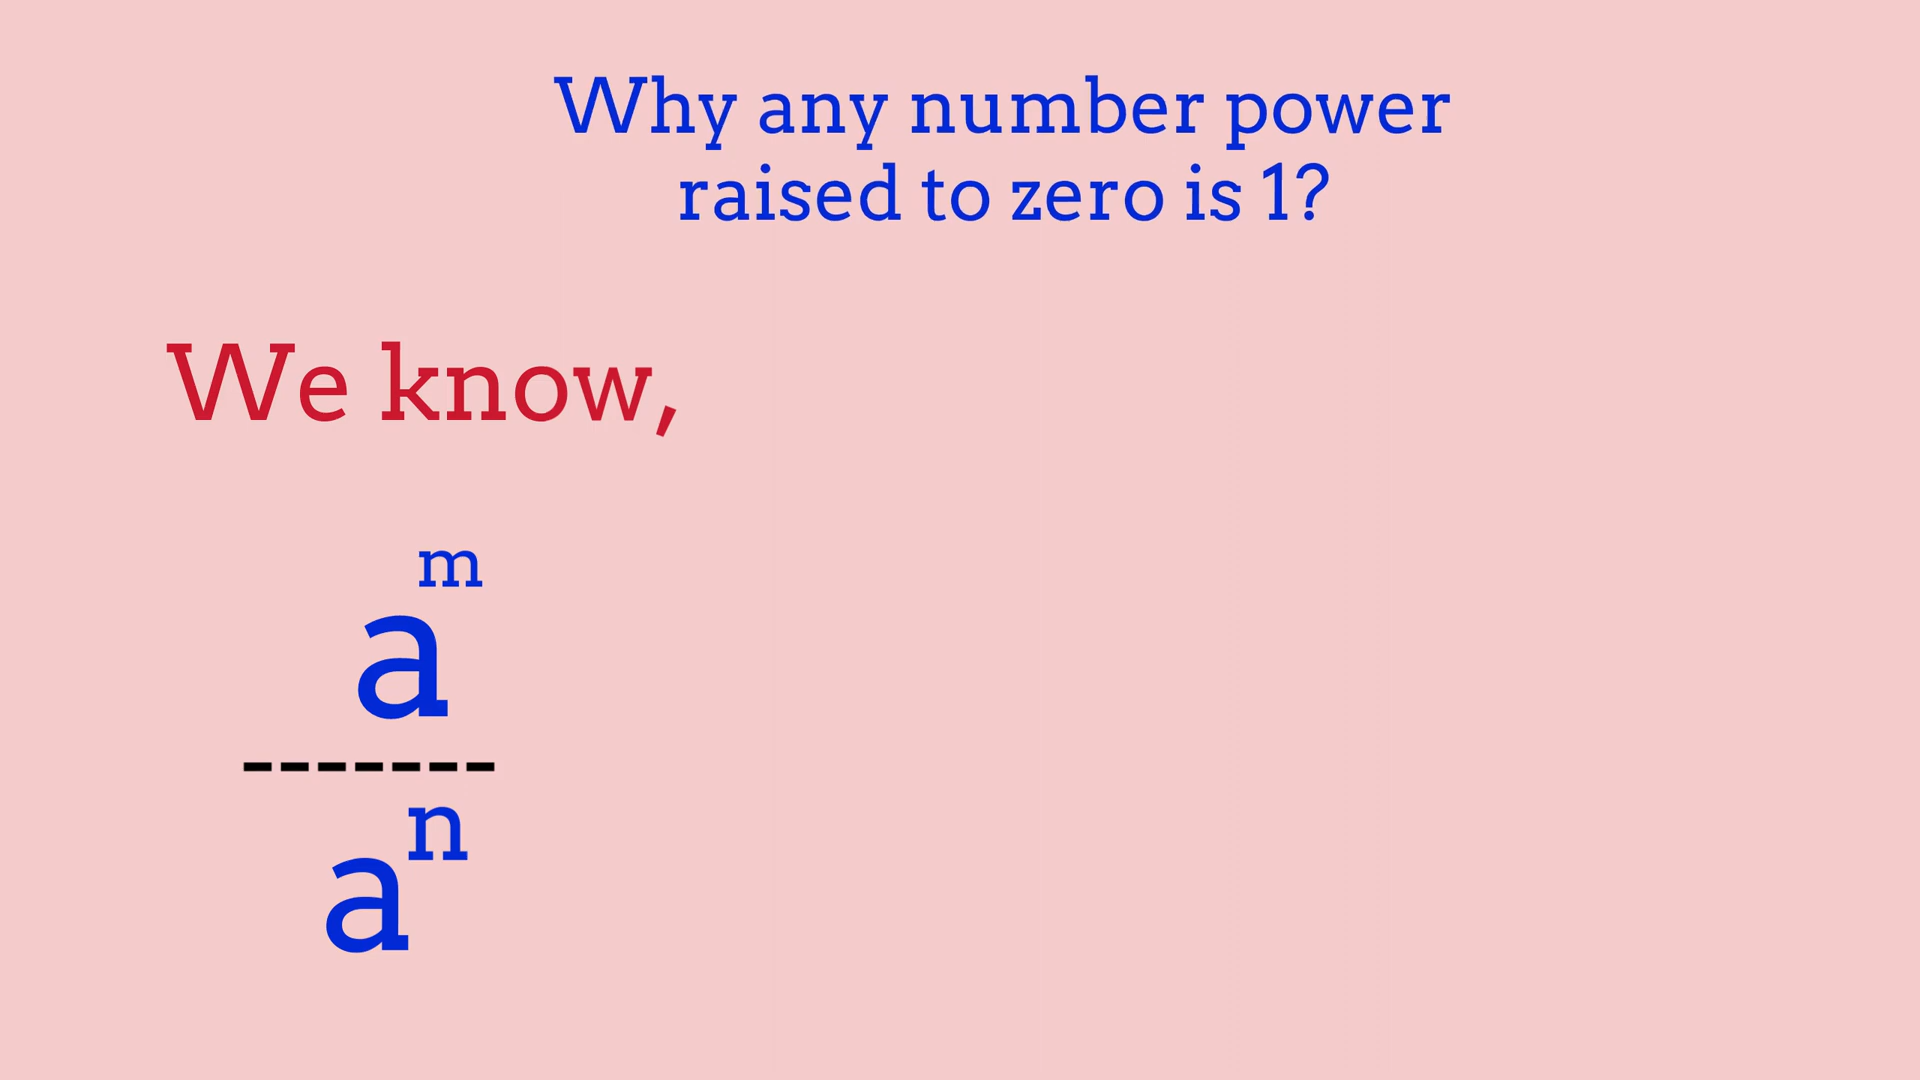 Why any number power
raised to zero is 1?
We know,
a^m
-------
a^n